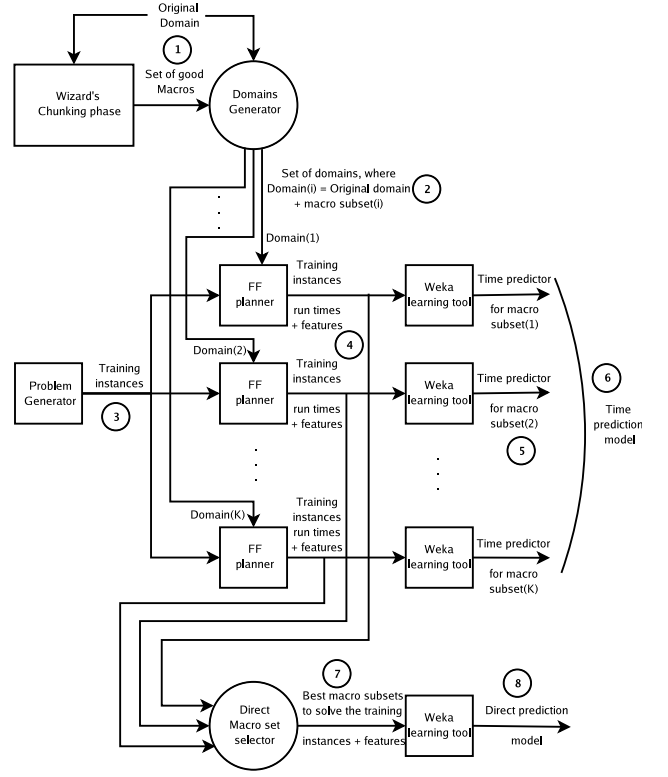 Original
Domain
1
Set of good
Macros
Wizard's
Chunking phase
Domains
Generator
Set of domains, where
Domain(i) = Original domain
+ macro subset(i)
2
Domain(1)
FF
planner
Training
instances
run times
+ features
Weka
learning tool
Time predictor
for macro
subset(1)
4
Domain(2)
Problem
Generator
Training
instances
3
FF
planner
Training
instances
run times
+ features
Weka
learning tool
Time predictor
for macro
subset(2)
5
6
Time
prediction
model
Domain(K)
FF
planner
Training
instances
run times
+ features
Weka
learning tool
Time predictor
for macro
subset(K)
Direct
Macro set
selector
7
Best macro subsets
to solve the training
instances + features
Weka
learning tool
8
Direct prediction
model